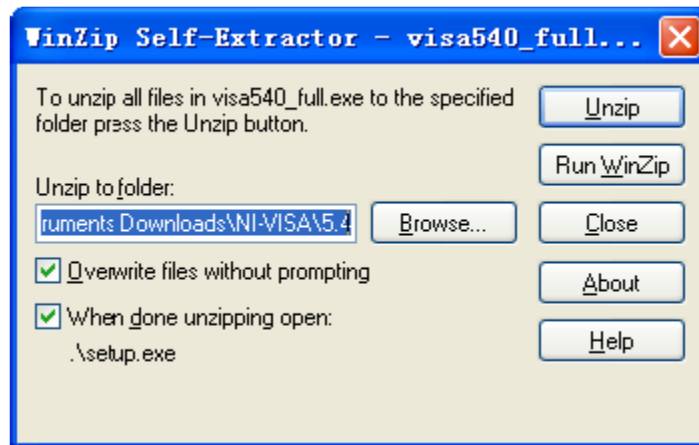 WinZip Self-Extractor - visa540_full...
To unzip all files in visa540_full.exe to the specified
folder press the Unzip button.
Unzip to folder:
ruments Downloads\NI-VISA\5.4
Browse...
Overwrite files without prompting
When done unzipping open:
.\setup.exe
Unzip
Run WinZip
Close
About
Help